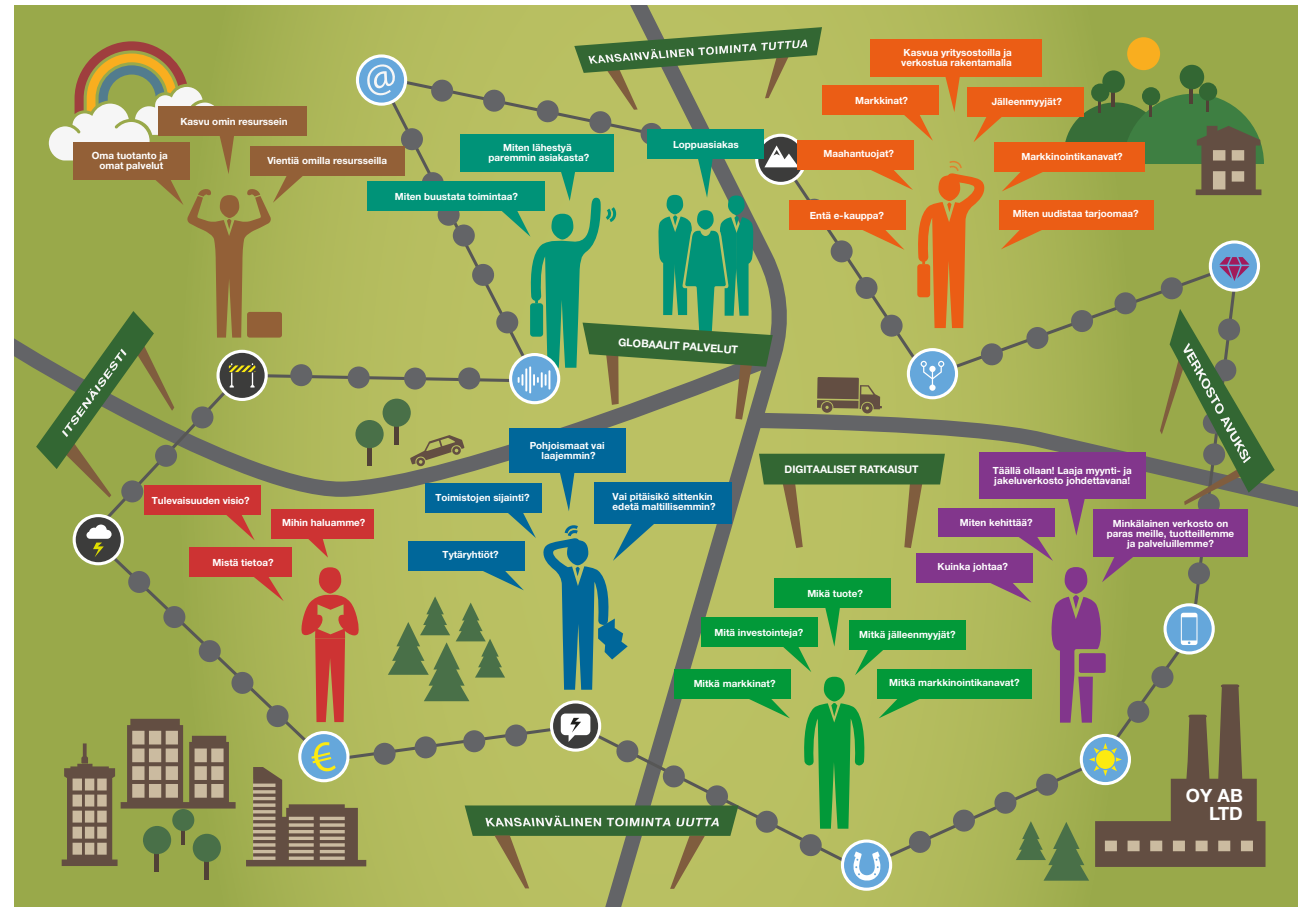 KANSAINVÄLINEN TOIMINTA TUTTUA
@
Kasvu omin resurssein
Oma tuotanto ja
omat palvelut
Vientiä omilla resursseilla
Miten lähestyä
paremmin asiakasta?
Miten buustata toimintaa?
Loppuasiakas
Kasvua yritysostoilla ja
verkostua rakentamalla
Markkinat?
Jälleenmyyjät?
Maahantuojat?
Markkinointikanavat?
Entä e-kauppa?
Miten uudistaa tarjoomaa?
ITSENÄISESTI
GLOBAALIT PALVELUT
VERKOSTO AVUKSI
DIGITAALISET RATKAISUT
Tulevaisuuden visio?
Mihin haluamme?
Mistä tietoa?
Pohjoismaat vai
laajemmin?
Toimistojen sijainti?
Vai pitäisikö sittenkin
edetä maltillisemmin?
Tytäryhtiöt?
Täällä ollaan! Laaja myynti- ja
jakeluverkosto johdettavana!
Miten kehittää?
Minkälainen verkosto on
paras meille, tuotteillemme
ja palveluillemme?
Kuinka johtaa?
Mikä tuote?
Mitä investointeja?
Mitkä jälleenmyyjät?
Mitkä markkinat?
Mitkä markkinointikanavat?
€
KANSAINVÄLINEN TOIMINTA UUTTA
OY AB
LTD